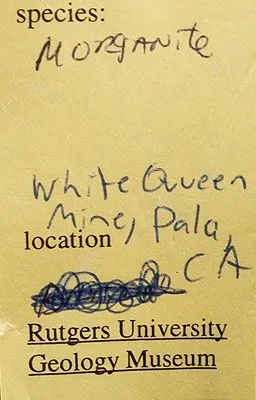 species:
Morganite
White Queen
Mine, Pala,
location
CA
Rutgers University
Geology Museum